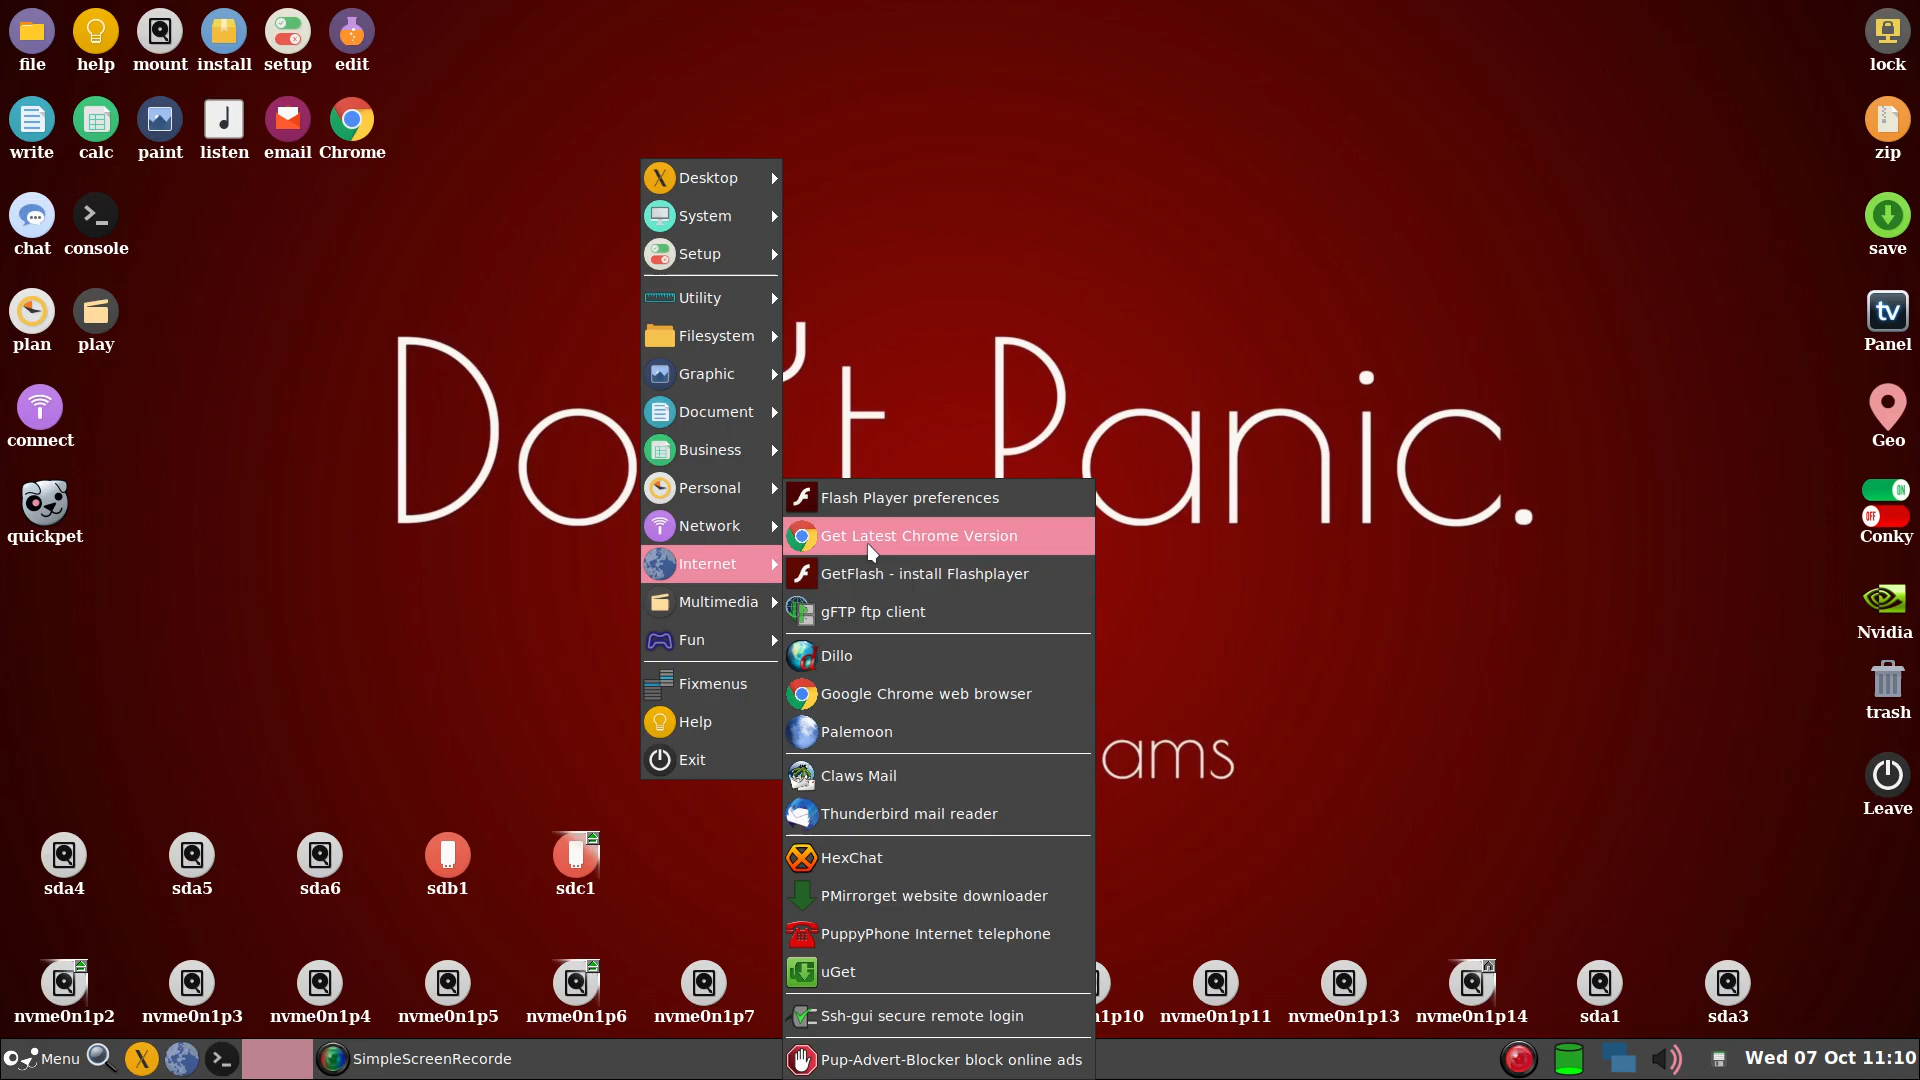 file
help
mount
install
setup
edit
lock
write
calc
paint
listen
email
Chrome
zip
chat
console
save
plan
play
tv
Panel
connect
Geo
quickpet
ON
OFF
Conky
Nvidia
trash
Leave
Don't Panic.
ams
Desktop
System
Setup
Utility
Filesystem
Graphic
Document
Business
Personal
Network
Internet
Multimedia
Fun
Fixmenus
Help
Exit
Flash Player preferences
Get Latest Chrome Version
GetFlash - install Flashplayer
gFTP ftp client
Dillo
Google Chrome web browser
Palemoon
Claws Mail
Thunderbird mail reader
HexChat
PMirrorget website downloader
PuppyPhone Internet telephone
uGet
Ssh-gui secure remote login
Pup-Advert-Blocker block online ads
sda4
sda5
sda6
sdb1
sdc1
nvme0n1p2
nvme0n1p3
nvme0n1p4
nvme0n1p5
nvme0n1p6
nvme0n1p7
1p10
nvme0n1p11
nvme0n1p13
nvme0n1p14
sda1
sda3
Menu
X
SimpleScreenRecorde
Wed 07 Oct 11:10